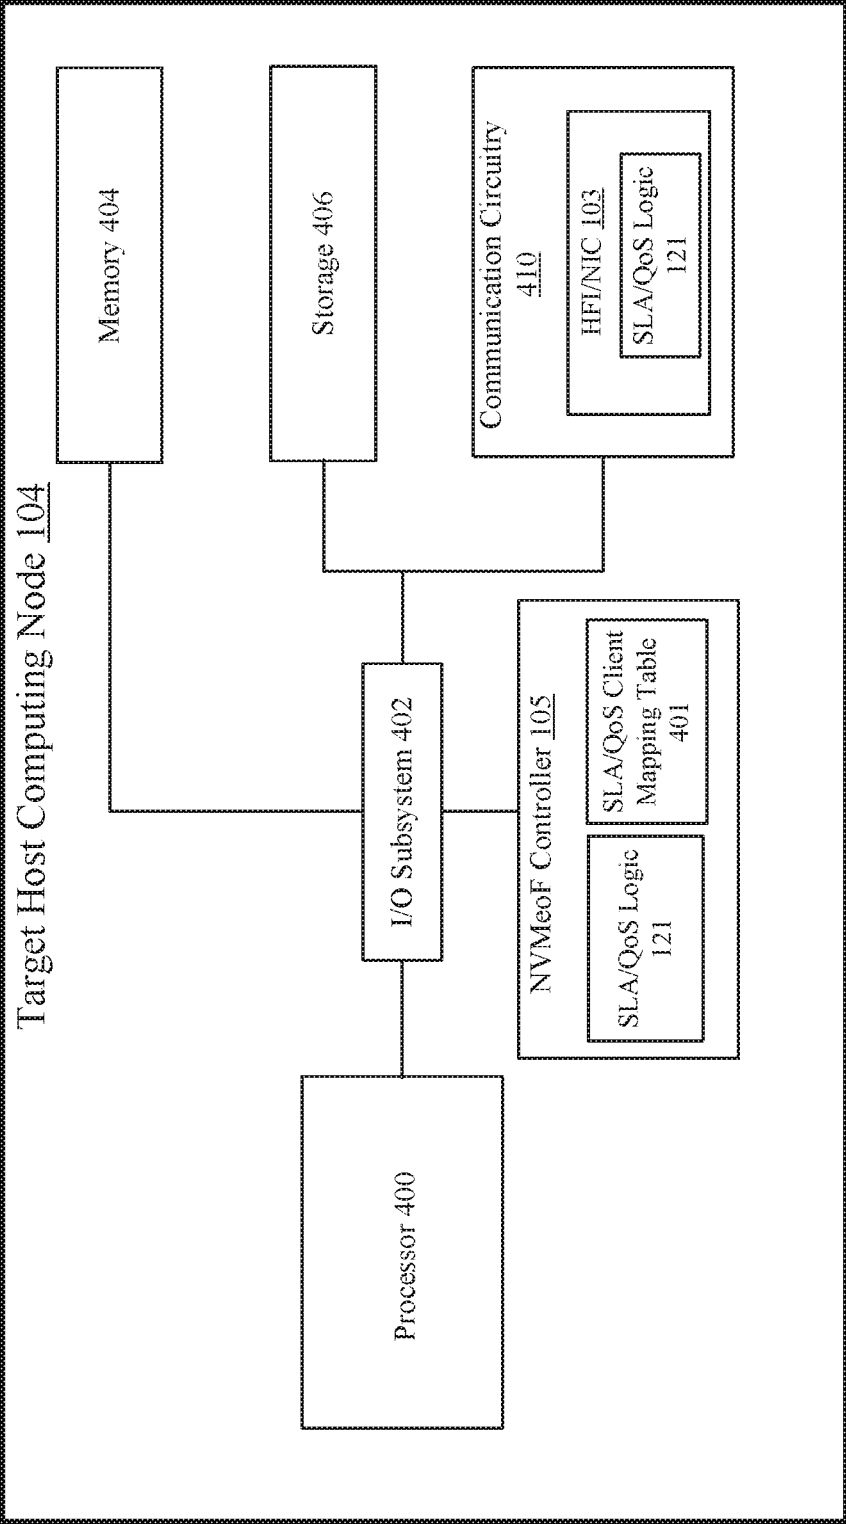 Target Host Computing Node 104
Memory 404
Storage 406
Communication Circuitry
410
HFI/NIC 103
SLA/QoS Logic
121
I/O Subsystem 402
Processor 400
NVMeoF Controller 105
SLA/QoS Logic
121
SLA/QoS Client
Mapping Table
401